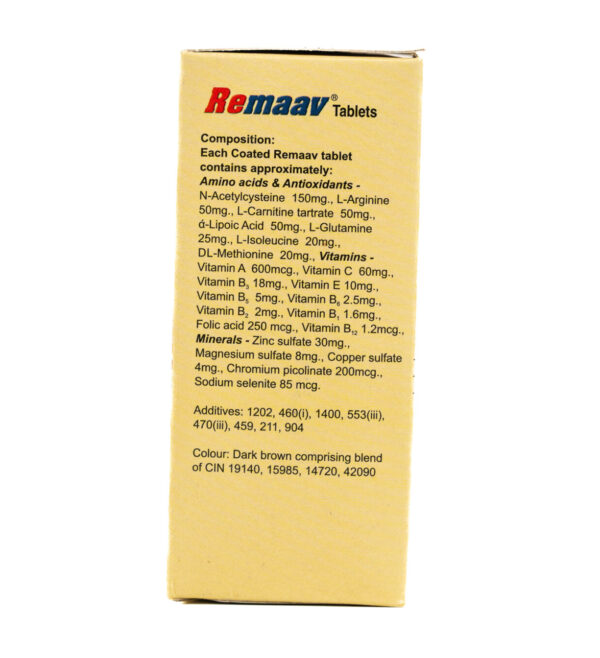 Remaav® Tablets
Composition:
Each Coated Remaav tablet
contains approximately:
Amino acids & Antioxidants -
N-Acetylcysteine 150mg., L-Arginine
50mg., L-Carnitine tartrate 50mg.,
ά-Lipoic Acid 50mg., L-Glutamine
25mg., L-Isoleucine 20mg.,
DL-Methionine 20mg., Vitamins -
Vitamin A 600mcg., Vitamin C 60mg.,
Vitamin B₃ 18mg., Vitamin E 10mg.,
Vitamin B₅ 5mg., Vitamin B₆ 2.5mg.,
Vitamin B₂ 2mg., Vitamin B₁ 1.6mg.,
Folic acid 250 mcg., Vitamin B₁₂ 1.2mcg.,
Minerals - Zinc sulfate 30mg.,
Magnesium sulfate 8mg., Copper sulfate
4mg., Chromium picolinate 200mcg.,
Sodium selenite 85 mcg.
Additives: 1202, 460(i), 1400, 553(iii),
470(iii), 459, 211, 904
Colour: Dark brown comprising blend
of CIN 19140, 15985, 14720, 42090